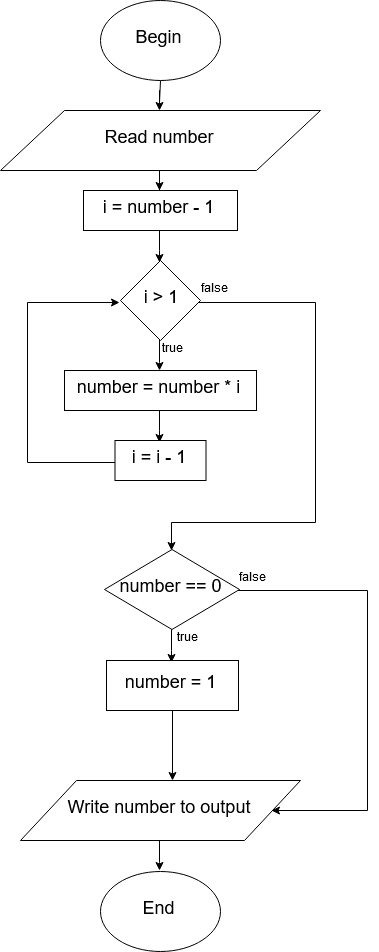 Begin
Read number
i = number - 1
i > 1
false
true
number = number * i
i = i - 1
number == 0
false
true
number = 1
Write number to output
End